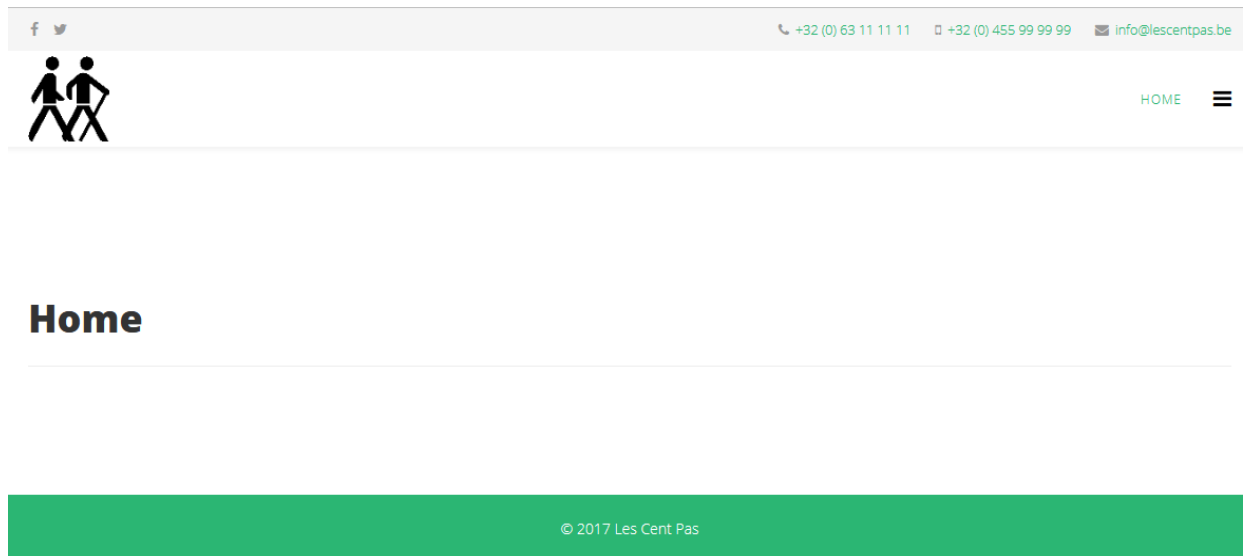 +32 (0) 63 11 11 11 +32 (0) 455 99 99 99 info@lescentpas.be
HOME
Home
© 2017 Les Cent Pas